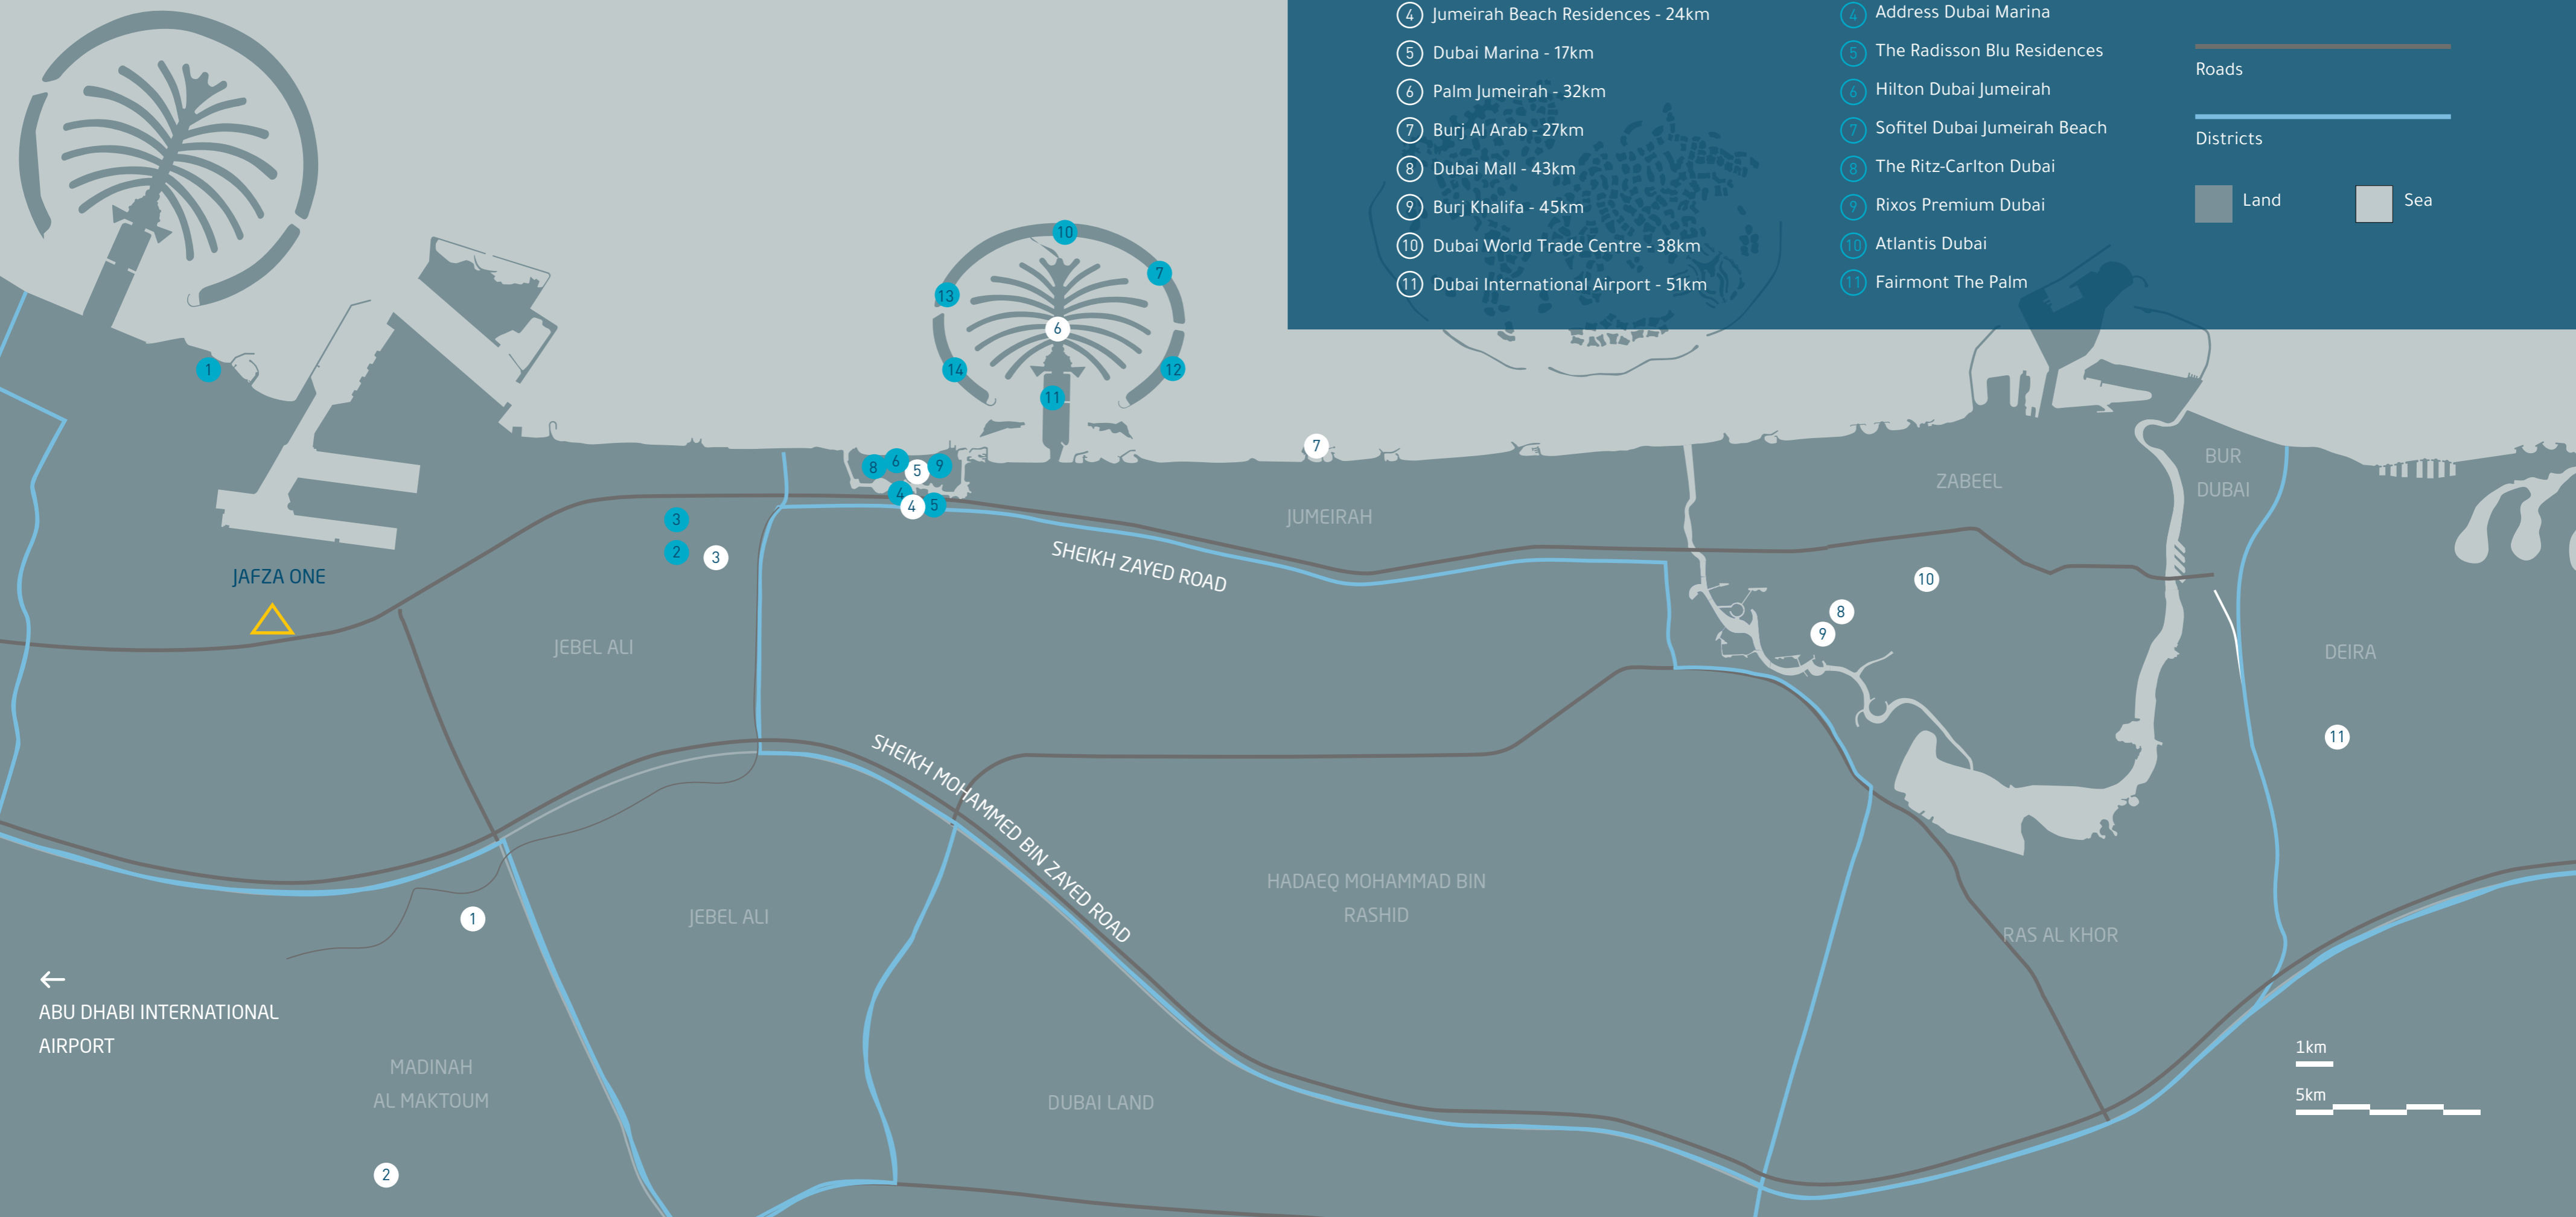 4 Jumeirah Beach Residences - 24km
5 Dubai Marina - 17km
6 Palm Jumeirah - 32km
7 Burj Al Arab - 27km
8 Dubai Mall - 43km
9 Burj Khalifa - 45km
10 Dubai World Trade Centre - 38km
11 Dubai International Airport - 51km
4 Address Dubai Marina
5 The Radisson Blu Residences
6 Hilton Dubai Jumeirah
7 Sofitel Dubai Jumeirah Beach
8 The Ritz-Carlton Dubai
9 Rixos Premium Dubai
10 Atlantis Dubai
11 Fairmont The Palm
Roads
Districts
Land
Sea
10
7
13
6
14
12
11
1
7
8
6
5
9
4
4
5
3
2
3
JAFZA ONE
JEBEL ALI
JUMEIRAH
SHEIKH ZAYED ROAD
ZABEEL
BUR
DUBAI
10
8
9
DEIRA
11
SHEIKH MOHAMMED BIN ZAYED ROAD
HADAEQ MOHAMMAD BIN
RASHID
RAS AL KHOR
1
JEBEL ALI
ABU DHABI INTERNATIONAL
AIRPORT
MADINAH
AL MAKTOUM
2
DUBAI LAND
1km
5km